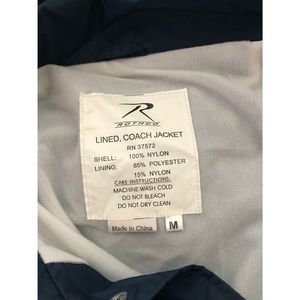 R
ROTHCO
LINED, COACH JACKET
RN 37572
SHELL: 100% NYLON
LINING: 85% POLYESTER
15% NYLON
CARE INSTRUCTIONS:
MACHINE WASH COLD
DO NOT BLEACH
DO NOT DRY CLEAN
Made in China
M